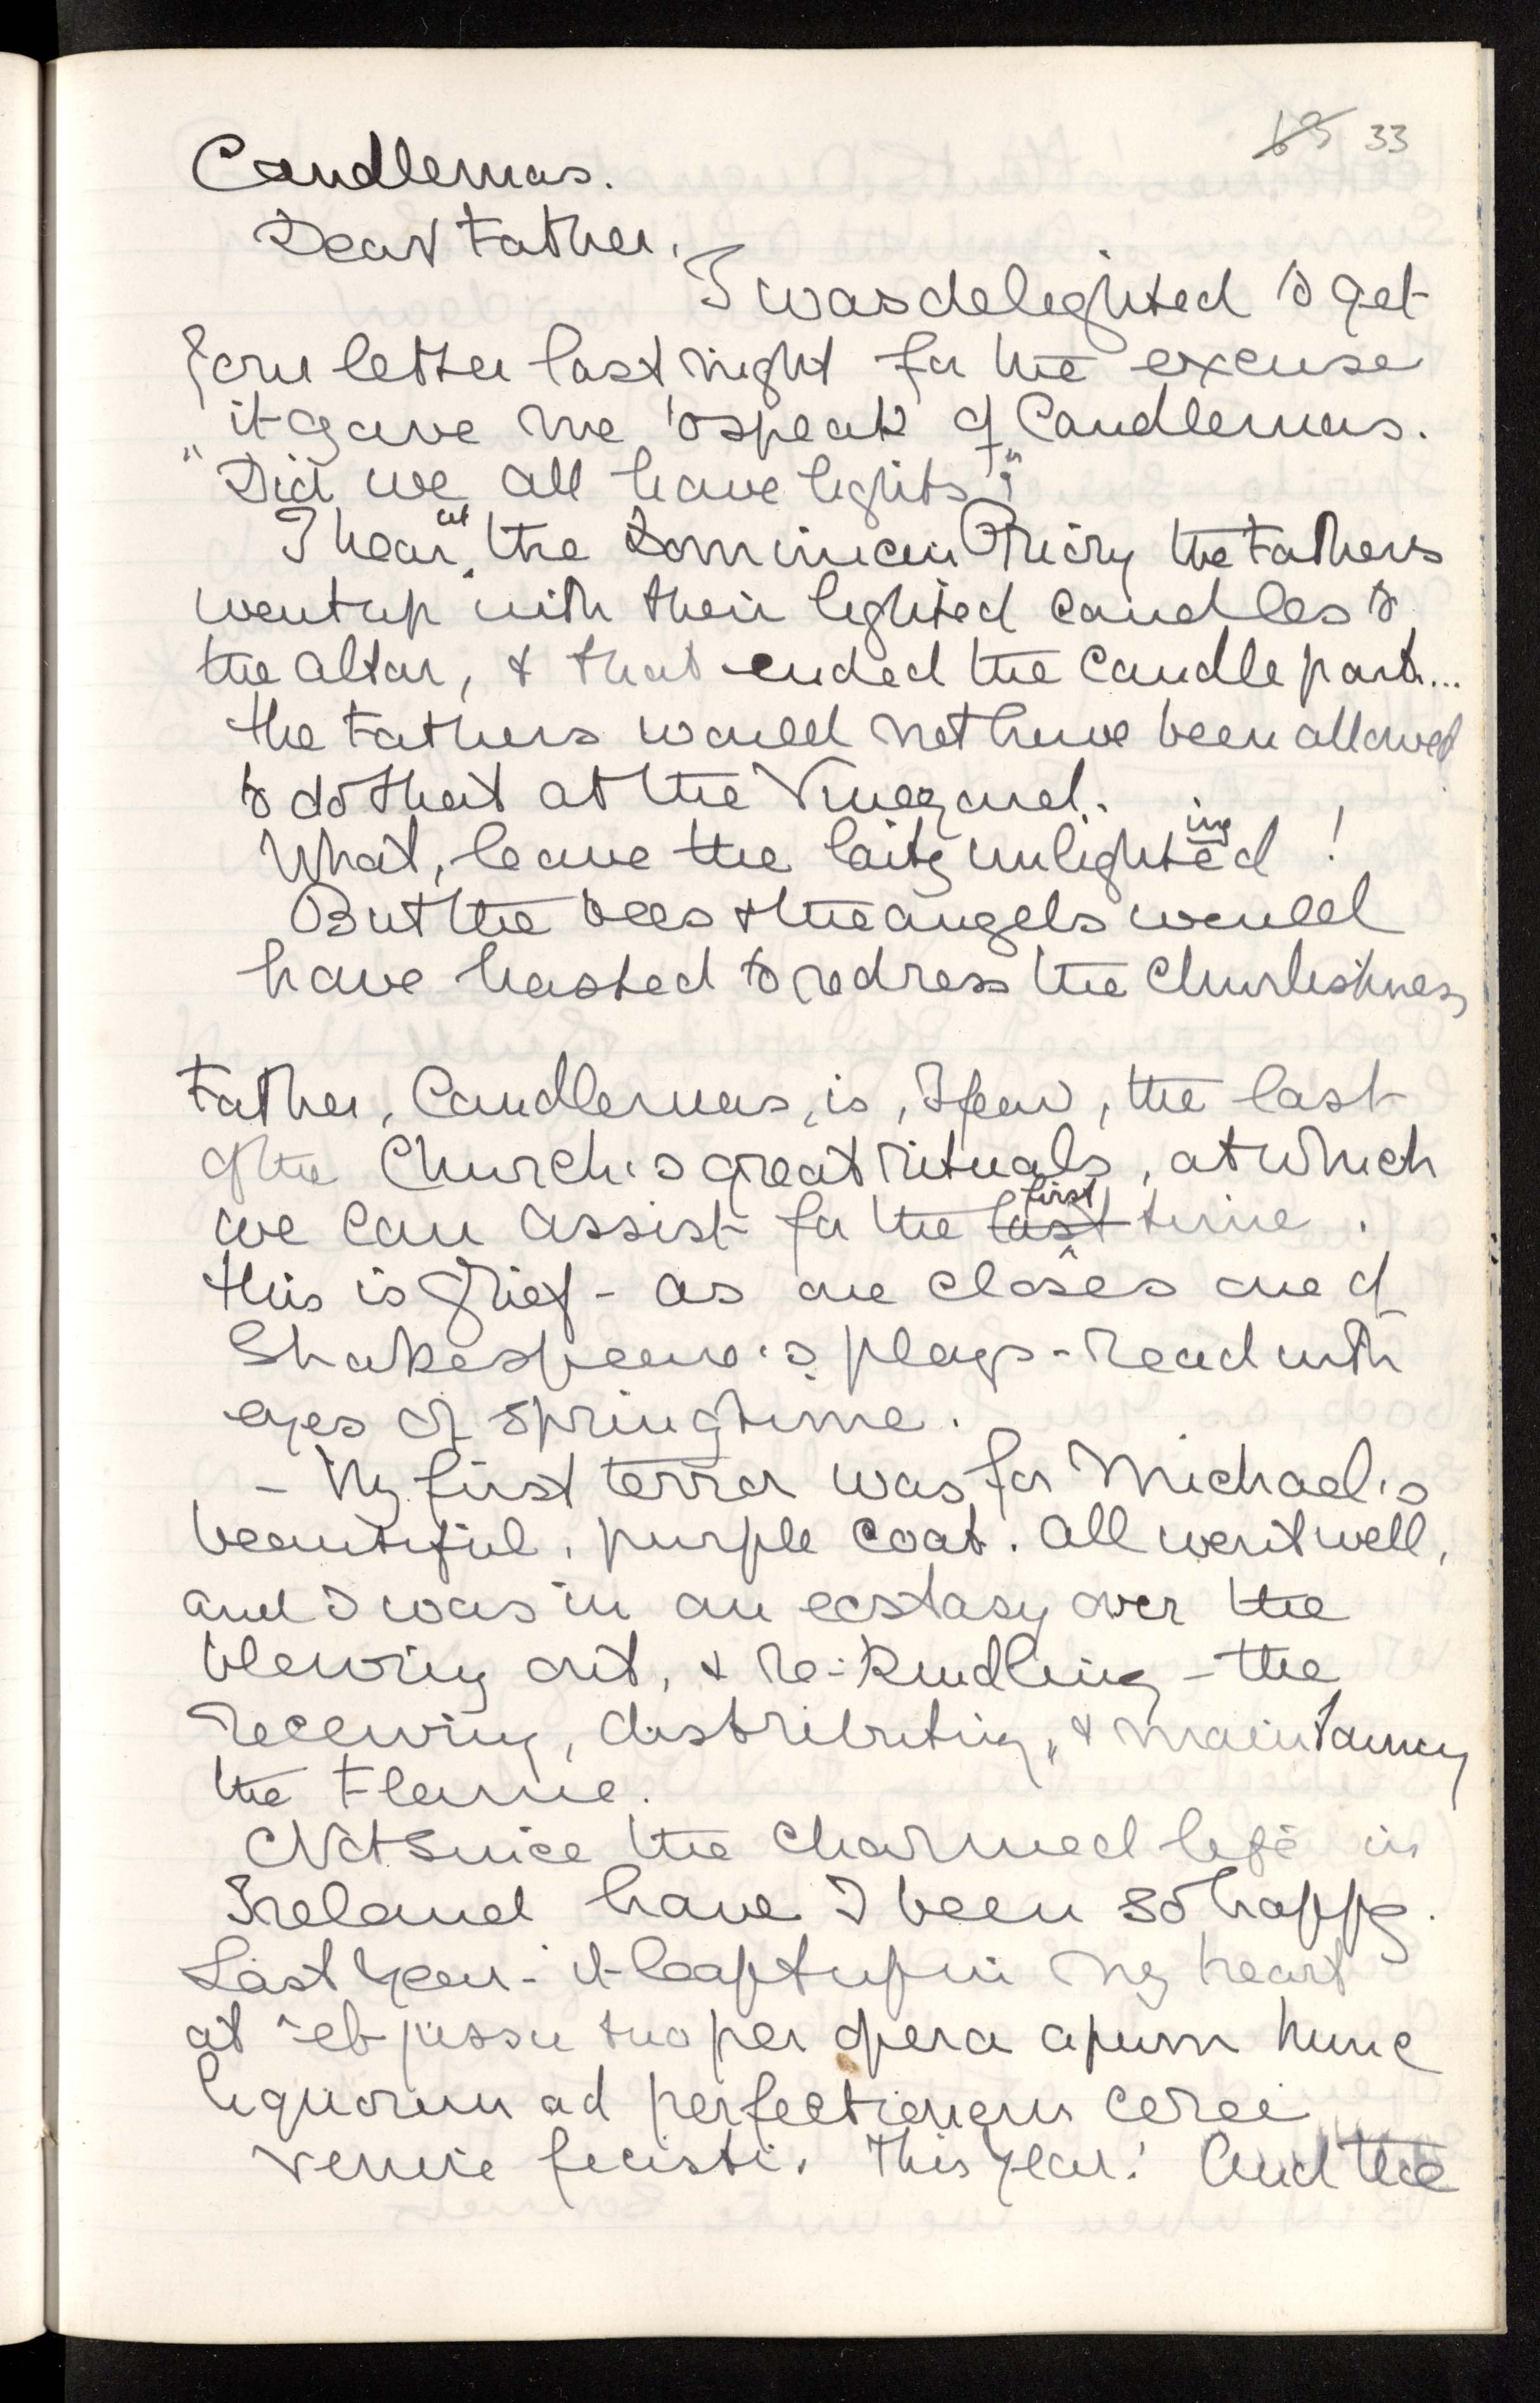 ~~65~~ 33
Candlemas.
Dear Father,
I was delighted to get
your letter last night for the excuse
it gave me to speak of Candlemas.
"Did we all have lights?"
I hear at the Dominican Priory the Fathers
went up with their lighted candles to
the altar, & that ended the candle part...
the Fathers would not have been allowed
to do that at the Vineyard.
What, leave the laity unlighted !
But the bees & the angels would
have hasted to redress the churlishness
Father, Candlemas, is, I fear, the last
of the Church's great rituals, at which
we can assist for the ~~last~~ first time.
this is grief - as one closes one of
Shakespeare's plays - read with
eyes of springtime.
- My first terror was for Michael's
beautiful, purple coat. All went well,
and I was in an ecstasy over the
blowing out, & re-kindling - the
receiving, distributing, & maintaining
the Flame.
Not since the charmed life in
Ireland have I been so happy.
Last year - it leapt up in my heart
at "et jussu tuo per opera apum hunc
liquorem ad perfectionem cerei
venire fecisti. This year! And the